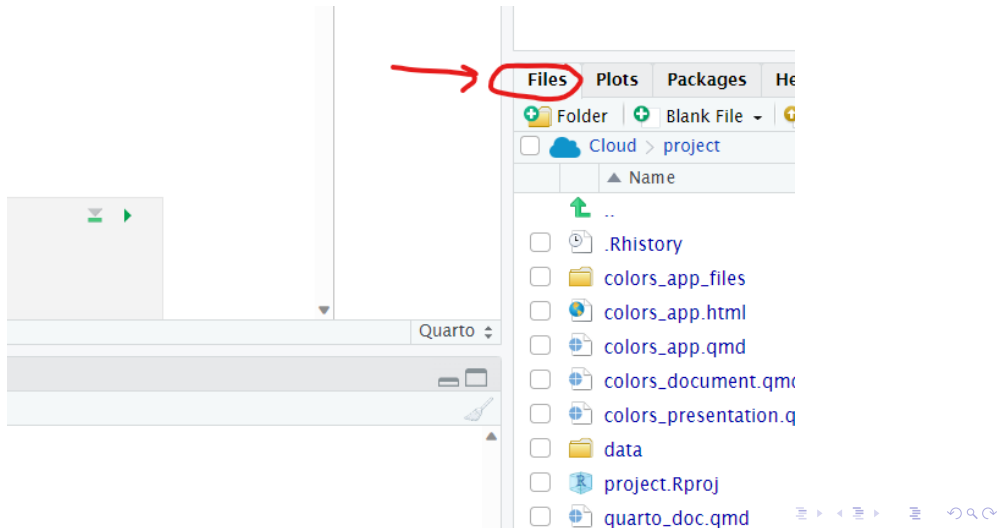 Files Plots Packages He
Folder Blank File
Cloud > project
Name
..
.Rhistory
colors_app_files
colors_app.html
colors_app.qmd
Quarto
colors_document.qmd
colors_presentation.q
data
project.Rproj
quarto_doc.qmd